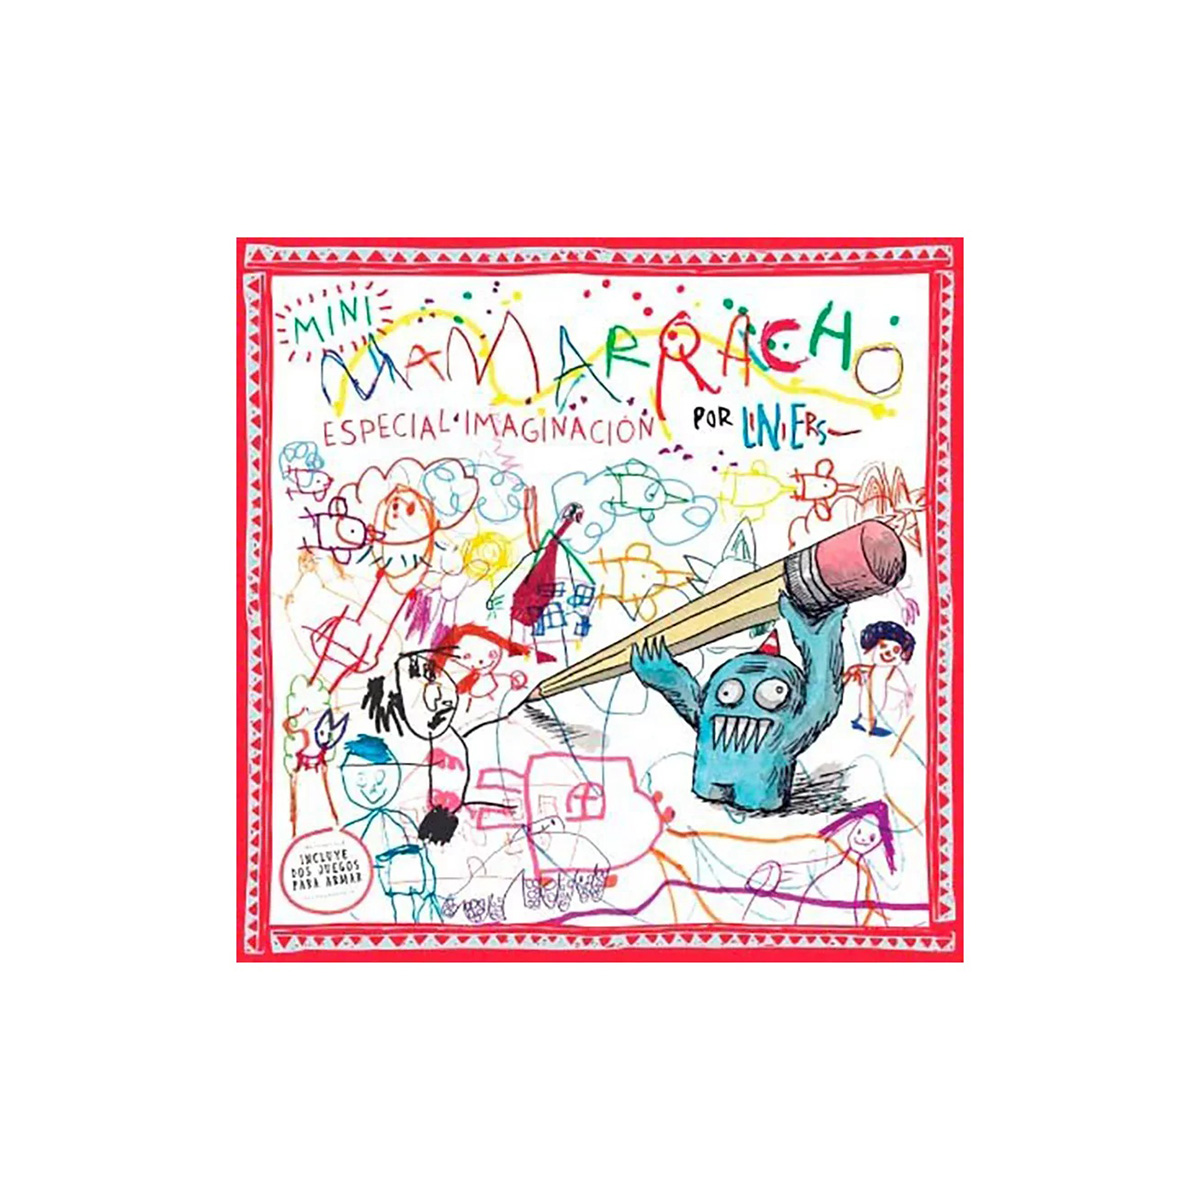 MINI
MAMARRACHO
ESPECIAL·IMAGINACIÓN
POR LINIERS
INCLUYE
DOS JUEGOS
PARA ARMAR